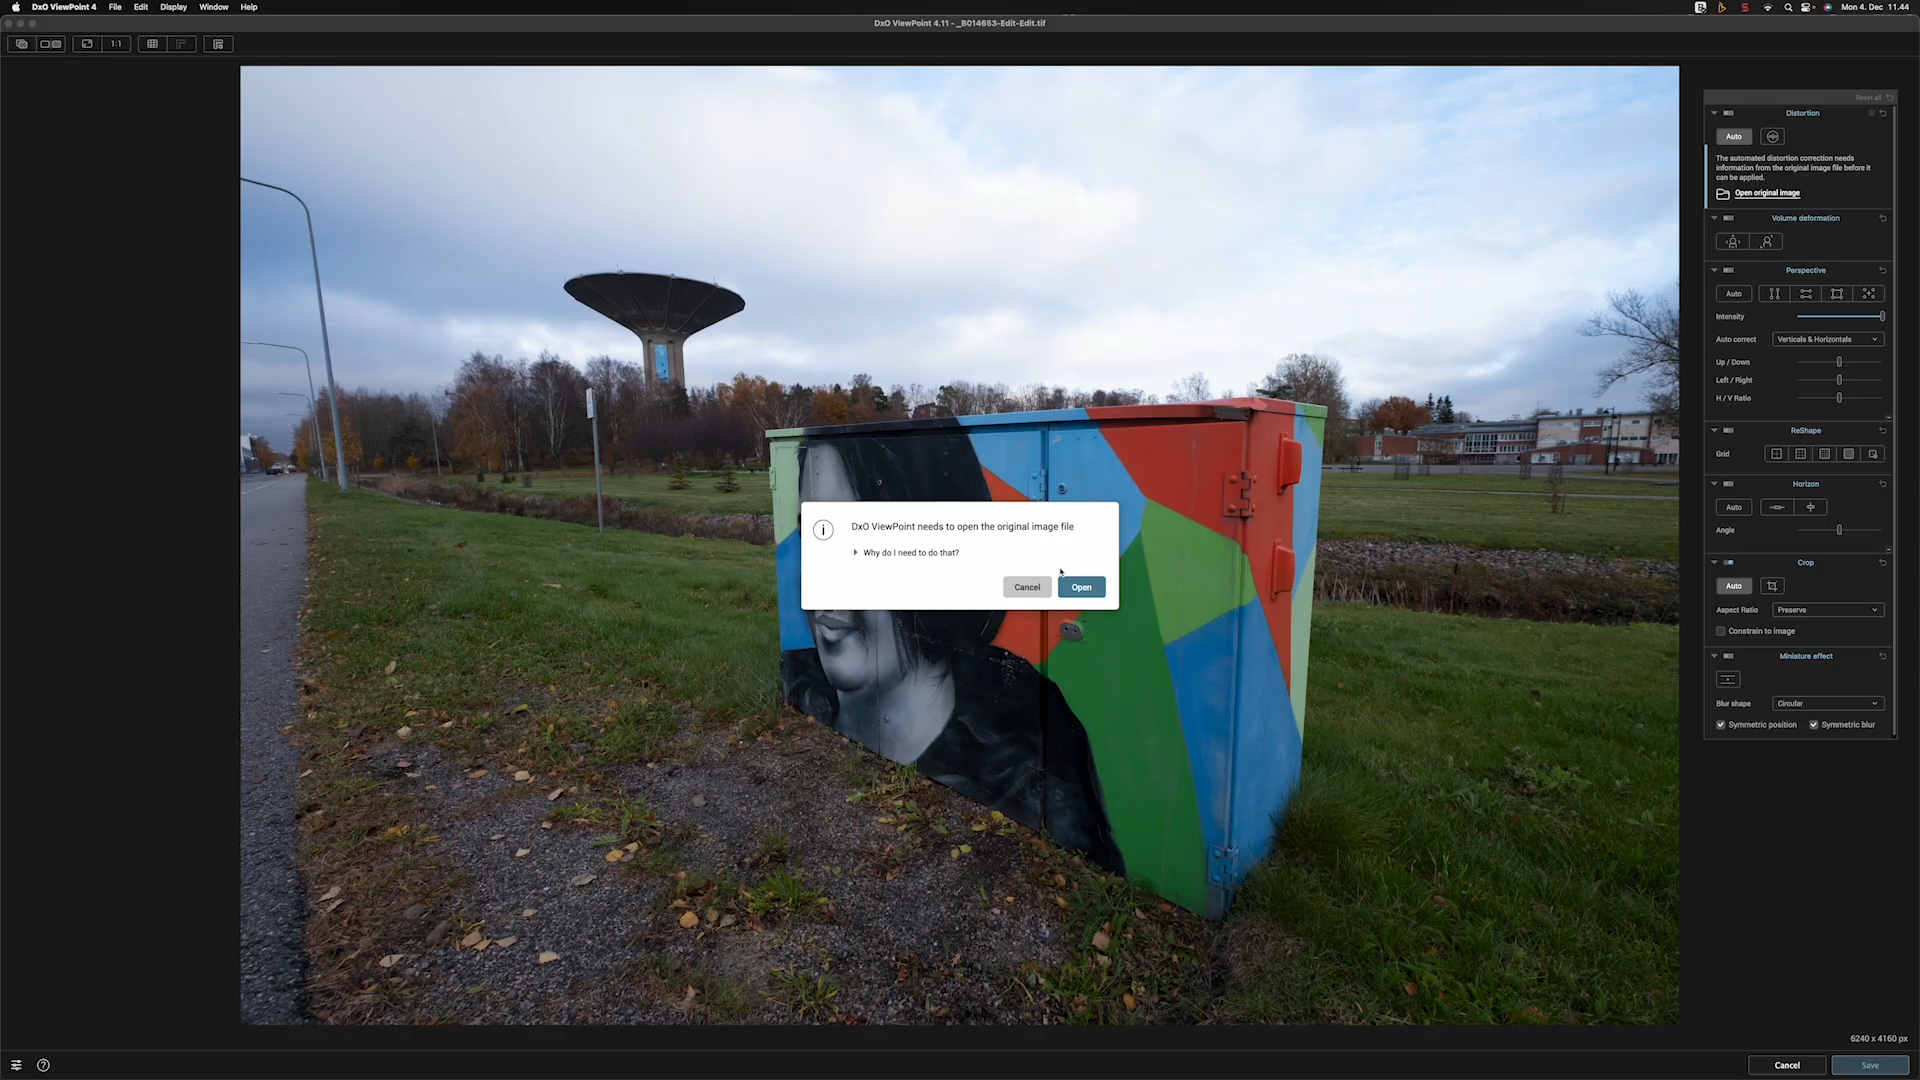 DxO ViewPoint 4 File Edit Display Window Help
Mon 4. Dec 11.44
DxO ViewPoint 4.11 - _B014653-Edit-Edit.tif
1:1
Reset all
Distortion
Auto
The automated distortion correction needs
information from the original image file before it
can be applied.
Open original image
Volume deformation
Perspective
Auto
Intensity
Auto correct Verticals & Horizontals
Up / Down
Left / Right
H / V Ratio
ReShape
Grid
Horizon
Auto
Angle
Crop
Auto
Aspect Ratio Preserve
Constrain to image
Miniature effect
Blur shape Circular
Symmetric position Symmetric blur
DxO ViewPoint needs to open the original image file
Why do I need to do that?
Cancel Open
6240 x 4160 px
Cancel Save